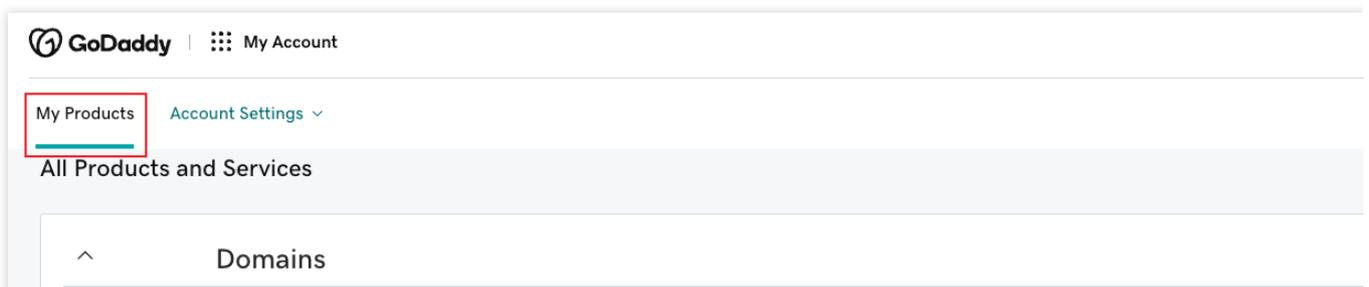 GoDaddy My Account
My Products Account Settings
All Products and Services
Domains